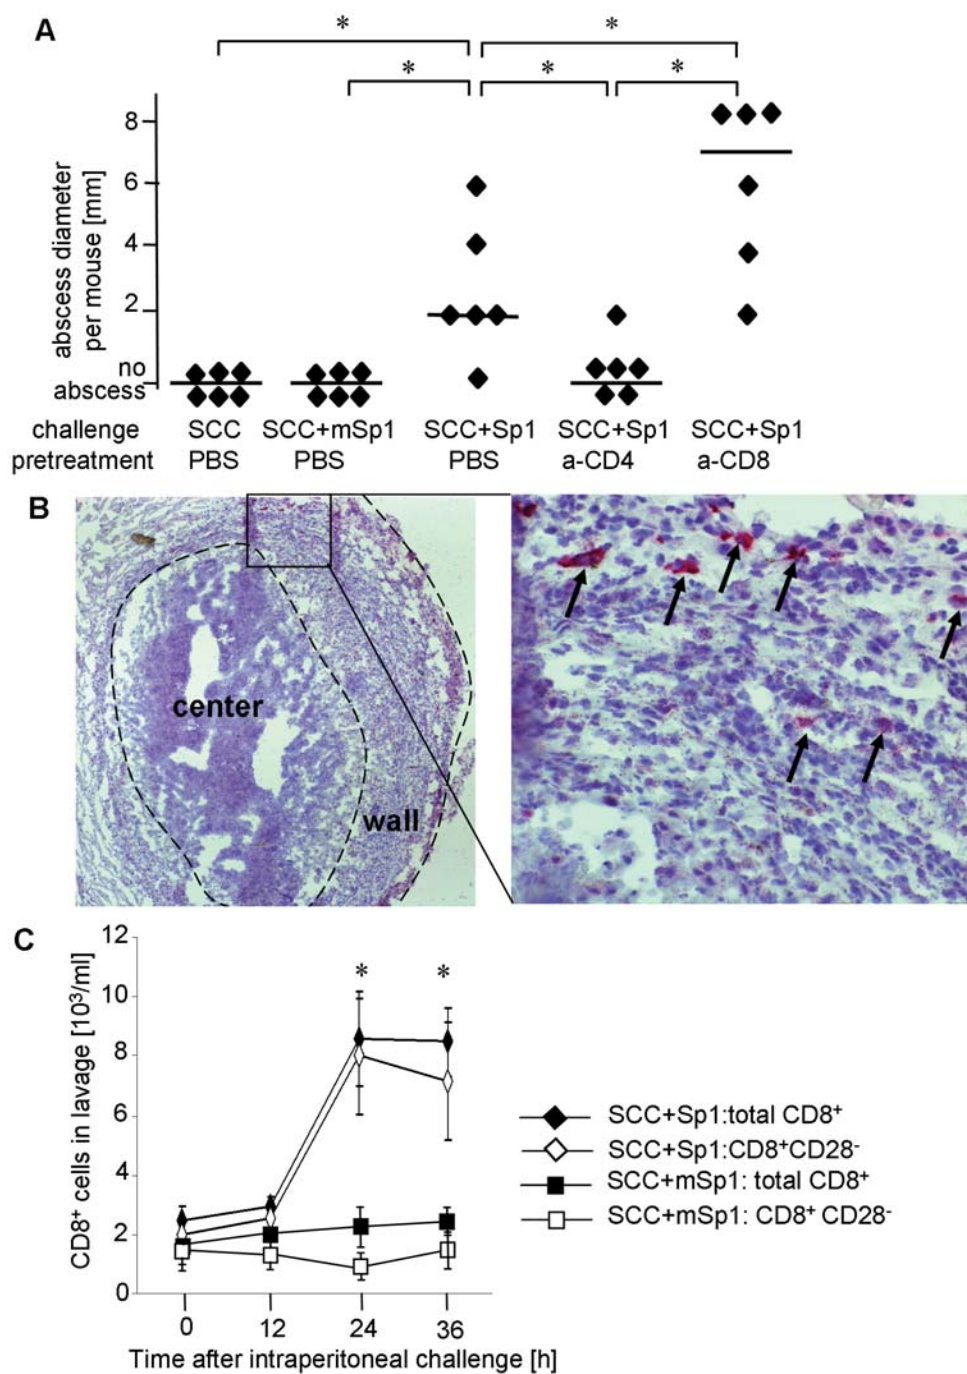 A
* *
* * *
abscess diameter
per mouse [mm]
8
6
4
2
no
abscess
challenge SCC SCC+mSp1 SCC+Sp1 SCC+Sp1 SCC+Sp1
pretreatment PBS PBS PBS a-CD4 a-CD8
B
center
wall
C
CD8⁺ cells in lavage [10³/ml]
12
10
8
6
4
2
0
* *
0 12 24 36
Time after intraperitoneal challenge [h]
SCC+Sp1:total CD8⁺
SCC+Sp1:CD8⁺CD28⁻
SCC+mSp1: total CD8⁺
SCC+mSp1: CD8⁺ CD28⁻